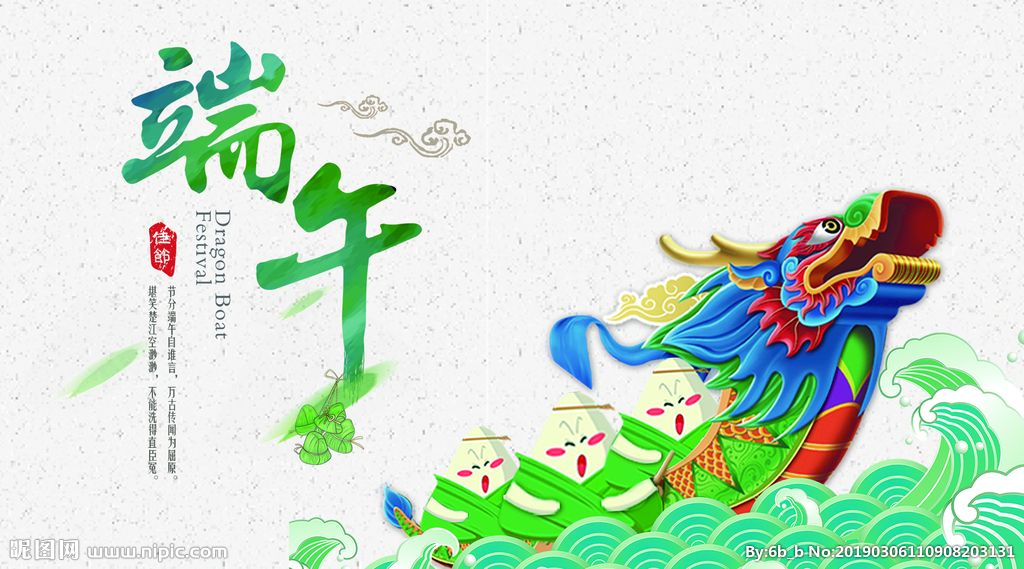 端午
Dragon Boat
Festival
佳節
节分端午自谁言，万古传闻为屈原。
堪笑楚江空渺渺，不能洗得直臣冤。
昵图网 www.nipic.com
By:6b_b No:20190306110908203131